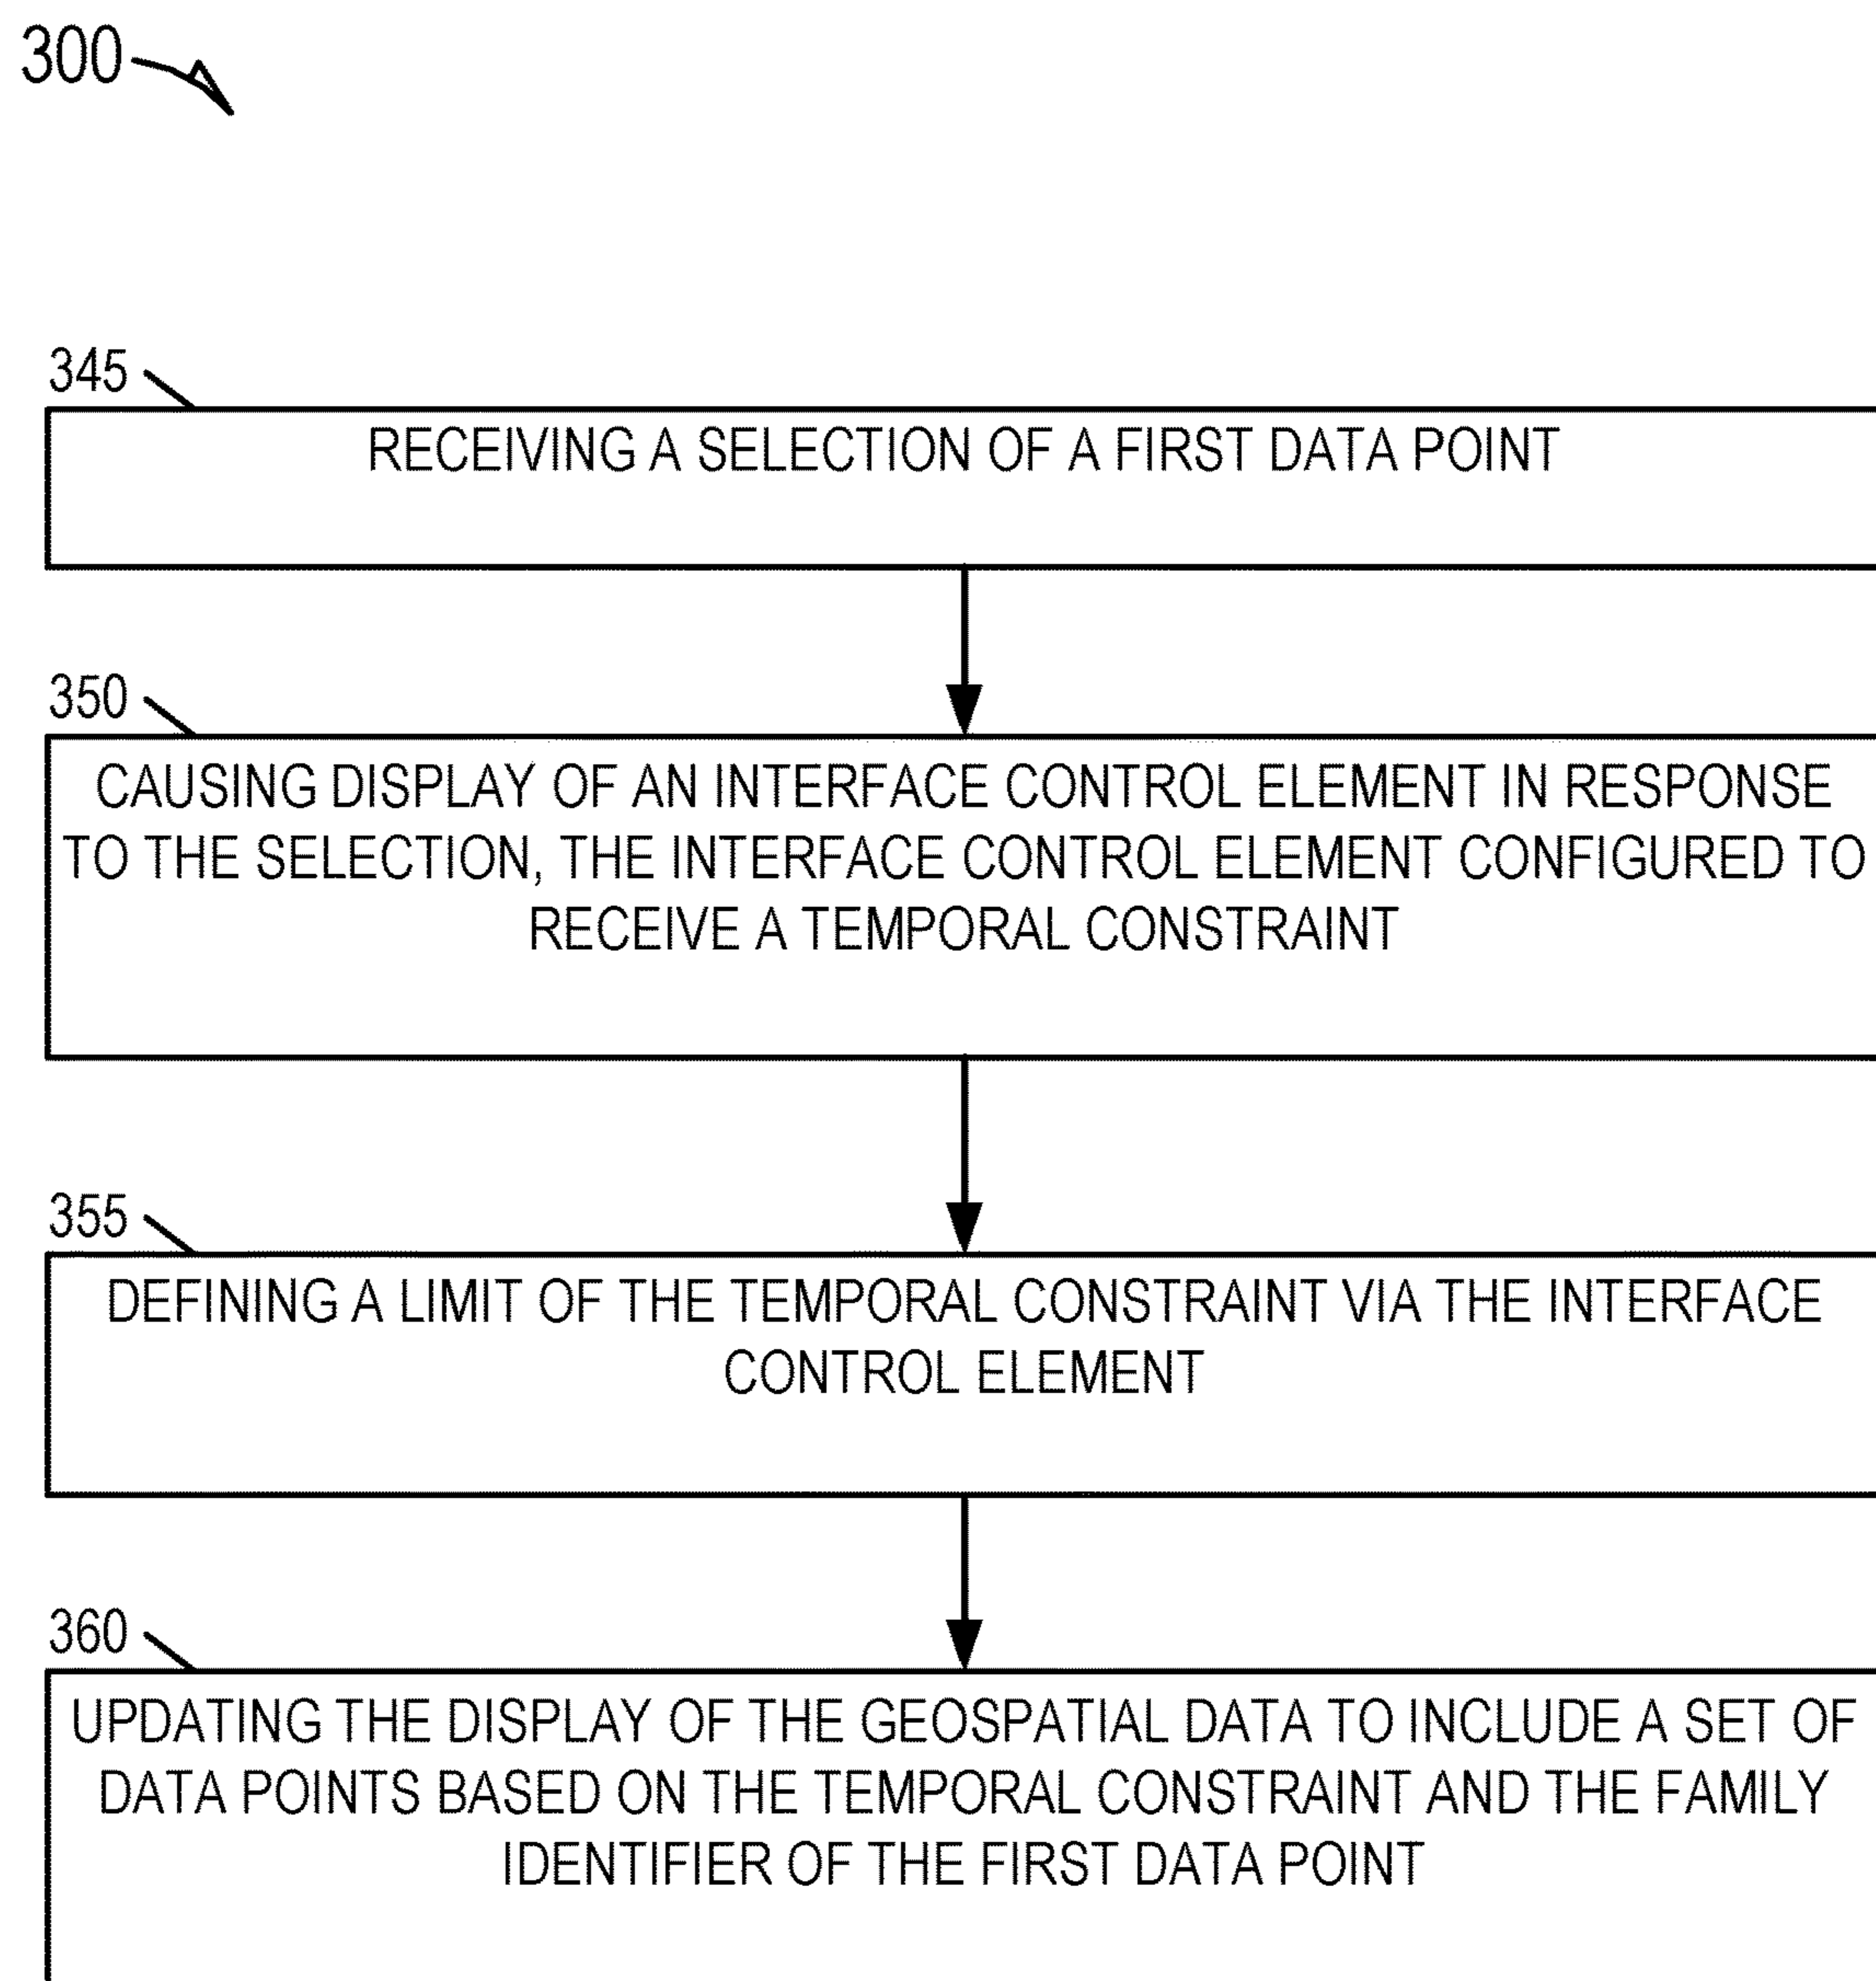 300
345
RECEIVING A SELECTION OF A FIRST DATA POINT
350
CAUSING DISPLAY OF AN INTERFACE CONTROL ELEMENT IN RESPONSE
TO THE SELECTION, THE INTERFACE CONTROL ELEMENT CONFIGURED TO
RECEIVE A TEMPORAL CONSTRAINT
355
DEFINING A LIMIT OF THE TEMPORAL CONSTRAINT VIA THE INTERFACE
CONTROL ELEMENT
360
UPDATING THE DISPLAY OF THE GEOSPATIAL DATA TO INCLUDE A SET OF
DATA POINTS BASED ON THE TEMPORAL CONSTRAINT AND THE FAMILY
IDENTIFIER OF THE FIRST DATA POINT